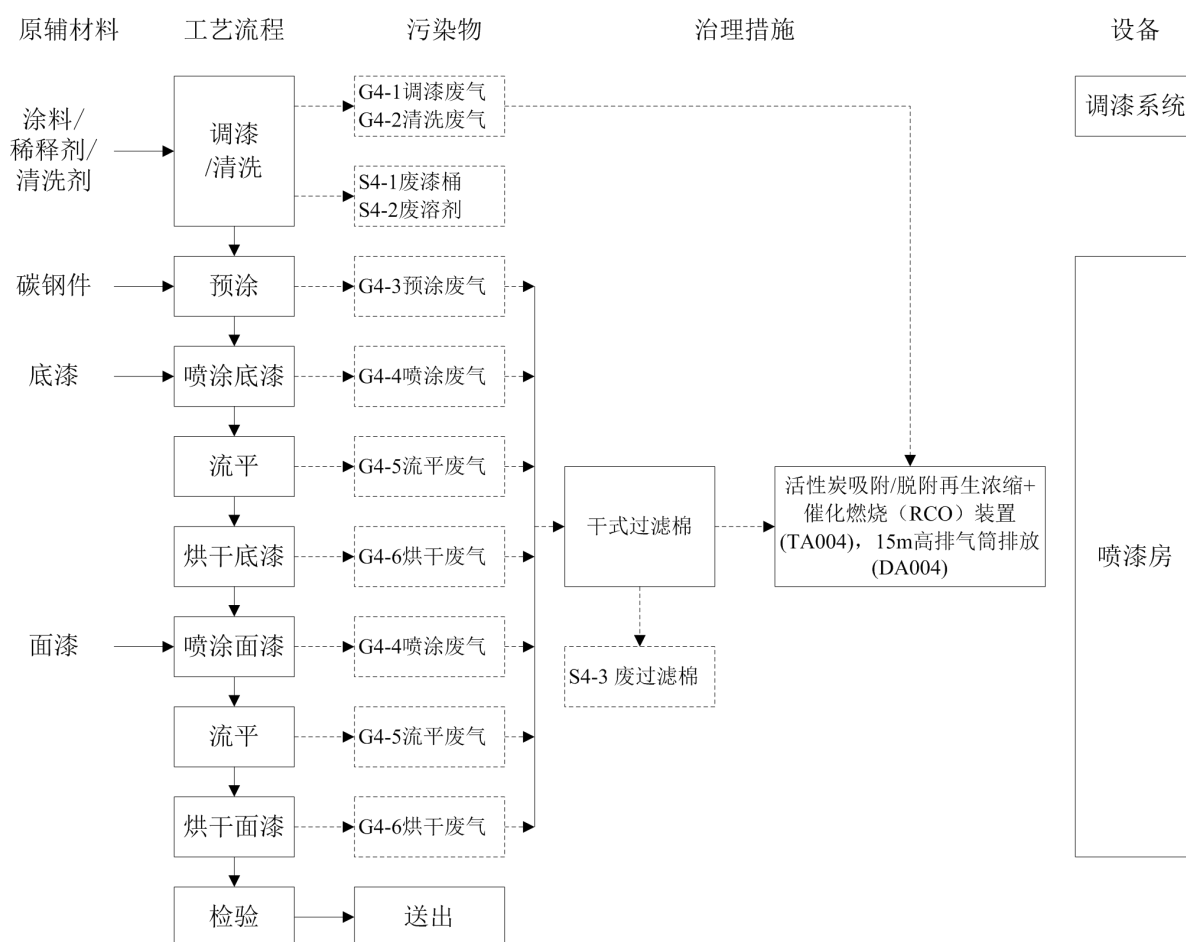 原辅材料
工艺流程
污染物
治理措施
设备
涂料/
稀释剂/
清洗剂
调漆
/清洗
G4-1调漆废气
G4-2清洗废气
S4-1废漆桶
S4-2废溶剂
调漆系统
碳钢件
预涂
G4-3预涂废气
底漆
喷涂底漆
G4-4喷涂废气
流平
G4-5流平废气
烘干底漆
G4-6烘干废气
干式过滤棉
活性炭吸附/脱附再生浓缩+
催化燃烧（RCO）装置
(TA004)，15m高排气筒排放
(DA004)
喷漆房
面漆
喷涂面漆
G4-4喷涂废气
S4-3 废过滤棉
流平
G4-5流平废气
烘干面漆
G4-6烘干废气
检验
送出